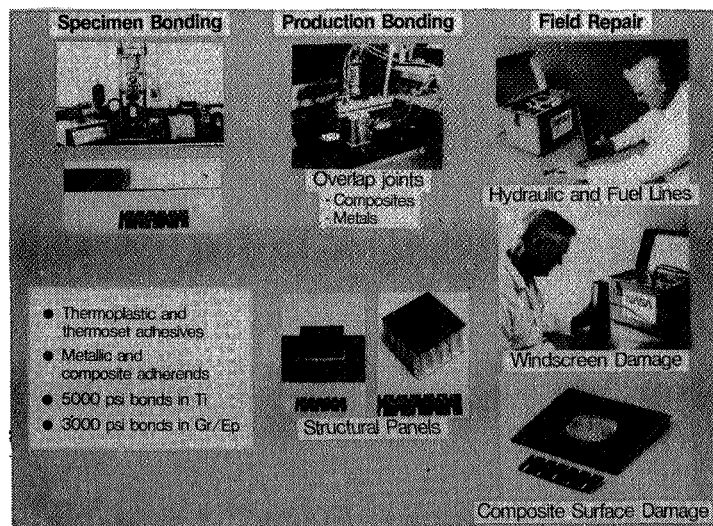 Specimen Bonding
Production Bonding
Field Repair
Overlap joints
- Composites
- Metals
Hydraulic and Fuel Lines
NASA
Windscreen Damage
● Thermoplastic and
thermoset adhesives
● Metallic and
composite adherends
● 5000 psi bonds in Ti
● 3000 psi bonds in Gr/Ep
Structural Panels
Composite Surface Damage